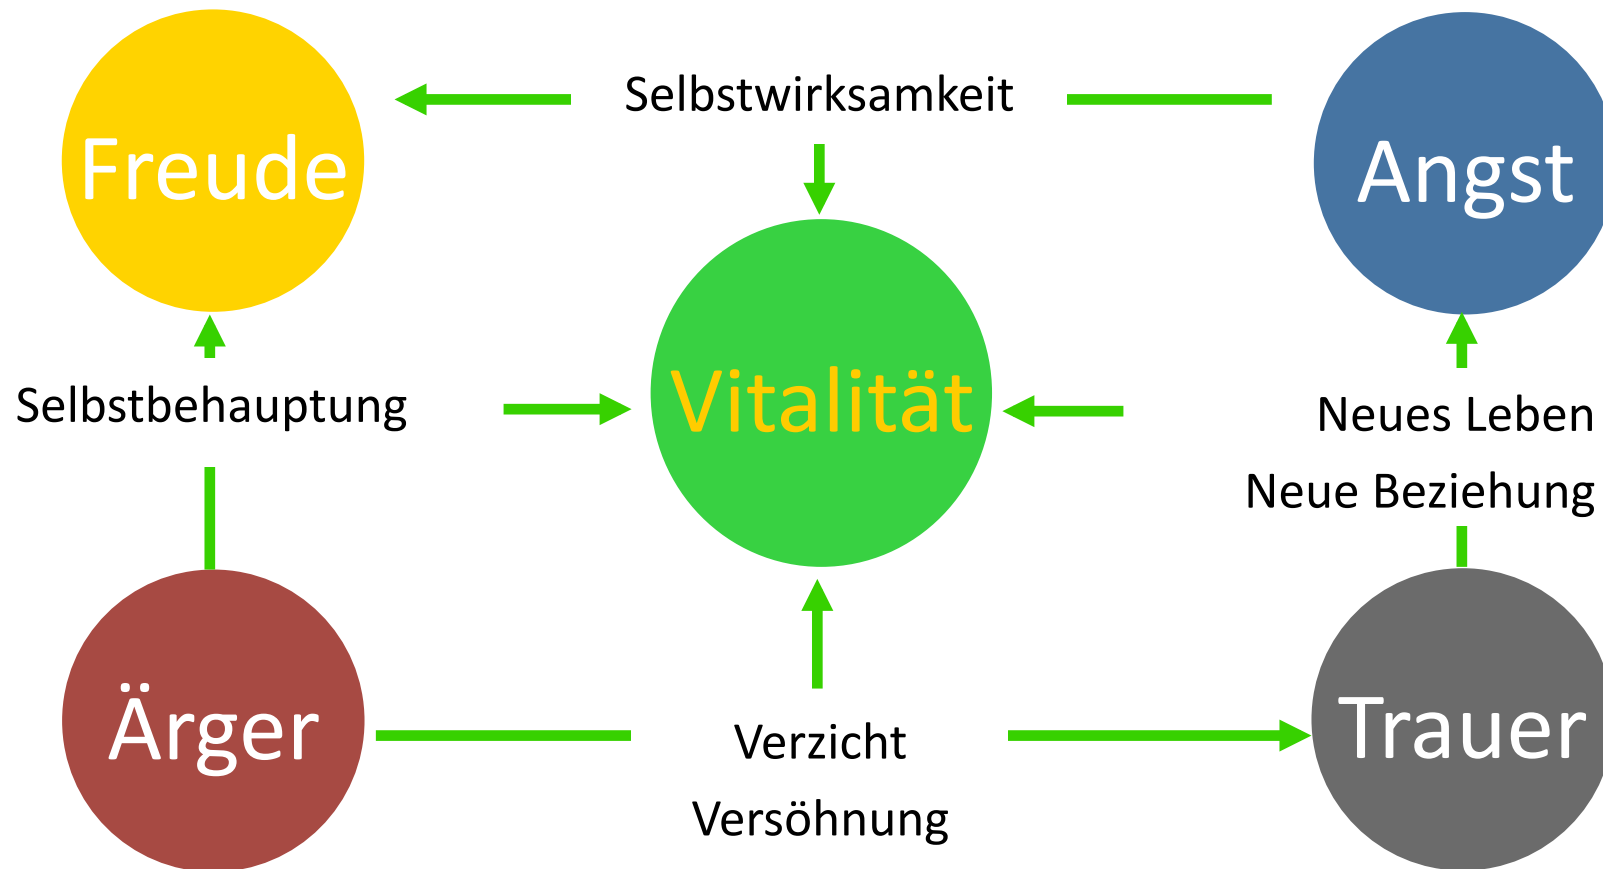 Selbstwirksamkeit
Freude
Angst
Selbstbehauptung
Vitalität
Neues Leben
Neue Beziehung
Ärger
Verzicht
Versöhnung
Trauer